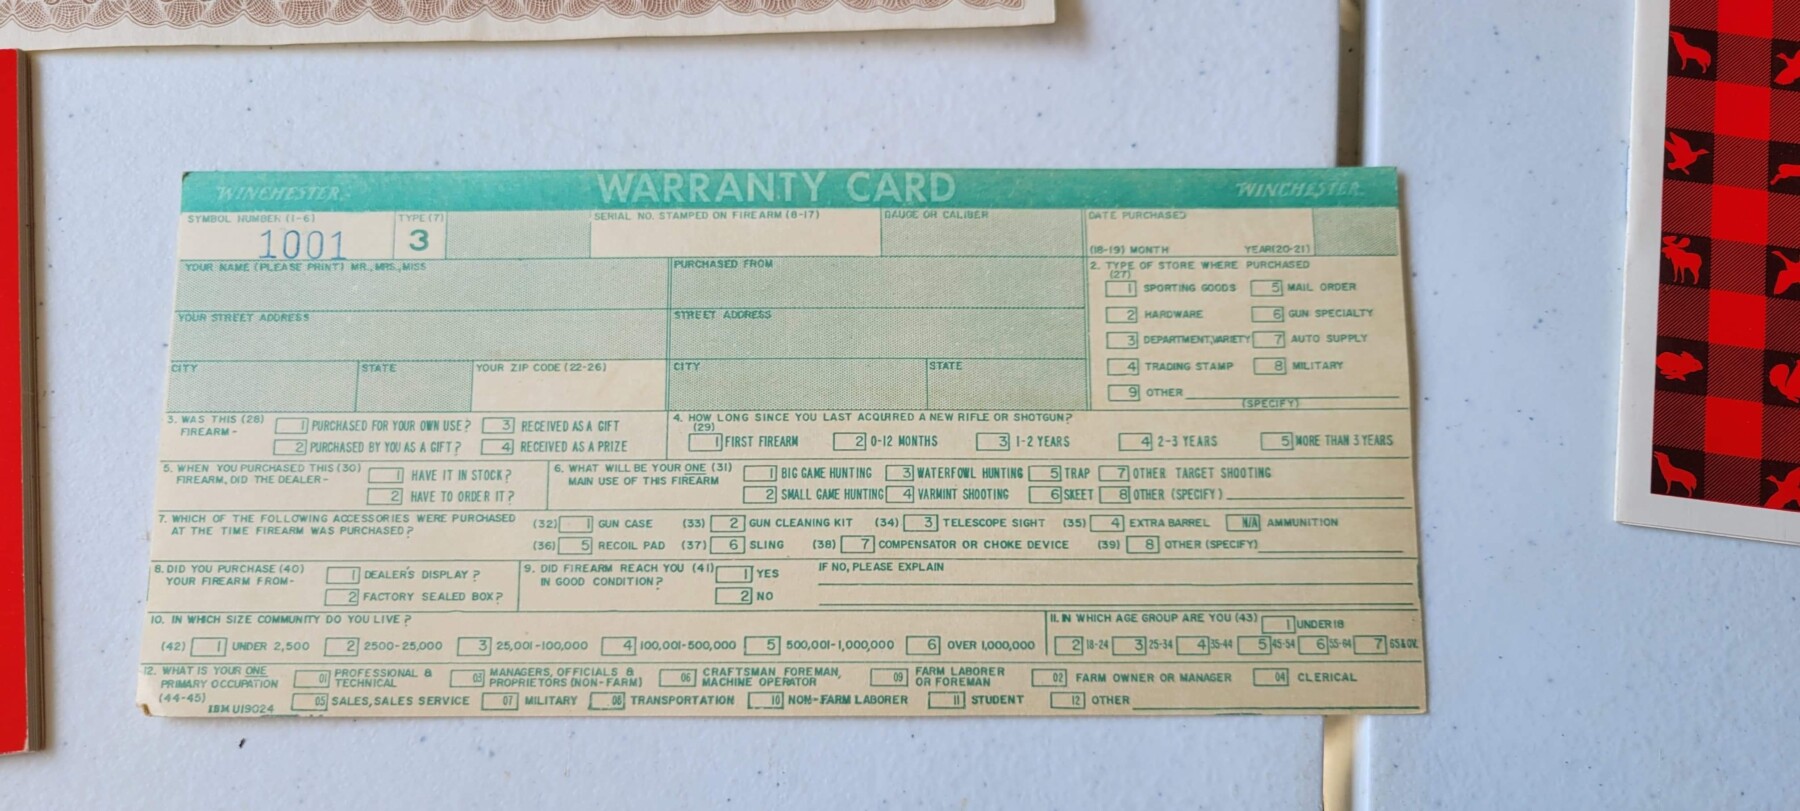 WINCHESTER WARRANTY CARD WINCHESTER
SYMBOL NUMBER (1-6) TYPE (7) SERIAL NO. STAMPED ON FIREARM (8-17) GAUGE OR CALIBER DATE PURCHASED
1001 3
(18-19) MONTH YEAR(20-21)
YOUR NAME (PLEASE PRINT) MR., MRS., MISS PURCHASED FROM
2. TYPE OF STORE WHERE PURCHASED
(27)
1 SPORTING GOODS 5 MAIL ORDER
YOUR STREET ADDRESS STREET ADDRESS
2 HARDWARE 6 GUN SPECIALTY
3 DEPARTMENT, VARIETY 7 AUTO SUPPLY
CITY STATE YOUR ZIP CODE (22-26) CITY STATE
4 TRADING STAMP 8 MILITARY
9 OTHER
(SPECIFY)
3. WAS THIS (28)
FIREARM-
1 PURCHASED FOR YOUR OWN USE? 3 RECEIVED AS A GIFT
2 PURCHASED BY YOU AS A GIFT? 4 RECEIVED AS A PRIZE
4. HOW LONG SINCE YOU LAST ACQUIRED A NEW RIFLE OR SHOTGUN?
(29)
1 FIRST FIREARM 2 0-12 MONTHS 3 1-2 YEARS 4 2-3 YEARS 5 MORE THAN 3 YEARS
5. WHEN YOU PURCHASED THIS (30)
FIREARM, DID THE DEALER-
1 HAVE IT IN STOCK?
2 HAVE TO ORDER IT?
6. WHAT WILL BE YOUR ONE (31)
MAIN USE OF THIS FIREARM
1 BIG GAME HUNTING 3 WATERFOWL HUNTING 5 TRAP 7 OTHER TARGET SHOOTING
2 SMALL GAME HUNTING 4 VARMINT SHOOTING 6 SKEET 8 OTHER (SPECIFY)
7. WHICH OF THE FOLLOWING ACCESSORIES WERE PURCHASED
AT THE TIME FIREARM WAS PURCHASED?
(32) 1 GUN CASE (33) 2 GUN CLEANING KIT (34) 3 TELESCOPE SIGHT (35) 4 EXTRA BARREL N/A AMMUNITION
(36) 5 RECOIL PAD (37) 6 SLING (38) 7 COMPENSATOR OR CHOKE DEVICE (39) 8 OTHER (SPECIFY)
8. DID YOU PURCHASE (40)
YOUR FIREARM FROM-
1 DEALER'S DISPLAY?
2 FACTORY SEALED BOX?
9. DID FIREARM REACH YOU (41)
IN GOOD CONDITION?
1 YES
2 NO
IF NO, PLEASE EXPLAIN
10. IN WHICH SIZE COMMUNITY DO YOU LIVE?
(42) 1 UNDER 2,500 2 2500-25,000 3 25,001-100,000 4 100,001-500,000 5 500,001-1,000,000 6 OVER 1,000,000
11. IN WHICH AGE GROUP ARE YOU (43) 1 UNDER 18
2 18-24 3 25-34 4 35-44 5 45-54 6 55-64 7 65&OV.
12. WHAT IS YOUR ONE
PRIMARY OCCUPATION
(44-45)
01 PROFESSIONAL &
TECHNICAL
03 MANAGERS, OFFICIALS &
PROPRIETORS (NON-FARM)
06 CRAFTSMAN FOREMAN,
MACHINE OPERATOR
09 FARM LABORER
OR FOREMAN
02 FARM OWNER OR MANAGER 04 CLERICAL
05 SALES, SALES SERVICE 07 MILITARY 08 TRANSPORTATION 10 NON-FARM LABORER 11 STUDENT 12 OTHER
IBM U19024